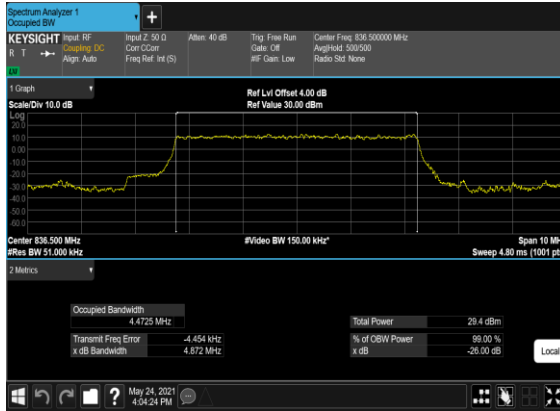 Spectrum Analyzer 1
Occupied BW
+
KEYSIGHT Input: RF Input Z: 50 Ω Atten: 40 dB Trig: Free Run Center Freq: 836.500000 MHz
R T Coupling: DC Corr CCorr Gate: Off Avg|Hold: 500/500
Align: Auto Freq Ref: Int (S) #IF Gain: Low Radio Std: None
1 Graph
Ref Lvl Offset 4.00 dB
Scale/Div 10.0 dB Ref Value 30.00 dBm
Log
20.0
10.0
0.00
-10.0
-20.0
-30.0
-40.0
-50.0
-60.0
Center 836.500 MHz #Video BW 150.00 kHz* Span 10 MH
#Res BW 51.000 kHz Sweep 4.80 ms (1001 pt
2 Metrics
Occupied Bandwidth
4.4725 MHz Total Power 29.4 dBm
Transmit Freq Error -4.454 kHz % of OBW Power 99.00 %
x dB Bandwidth 4.872 MHz x dB -26.00 dB
Local
? May 24, 2021
4:04:24 PM